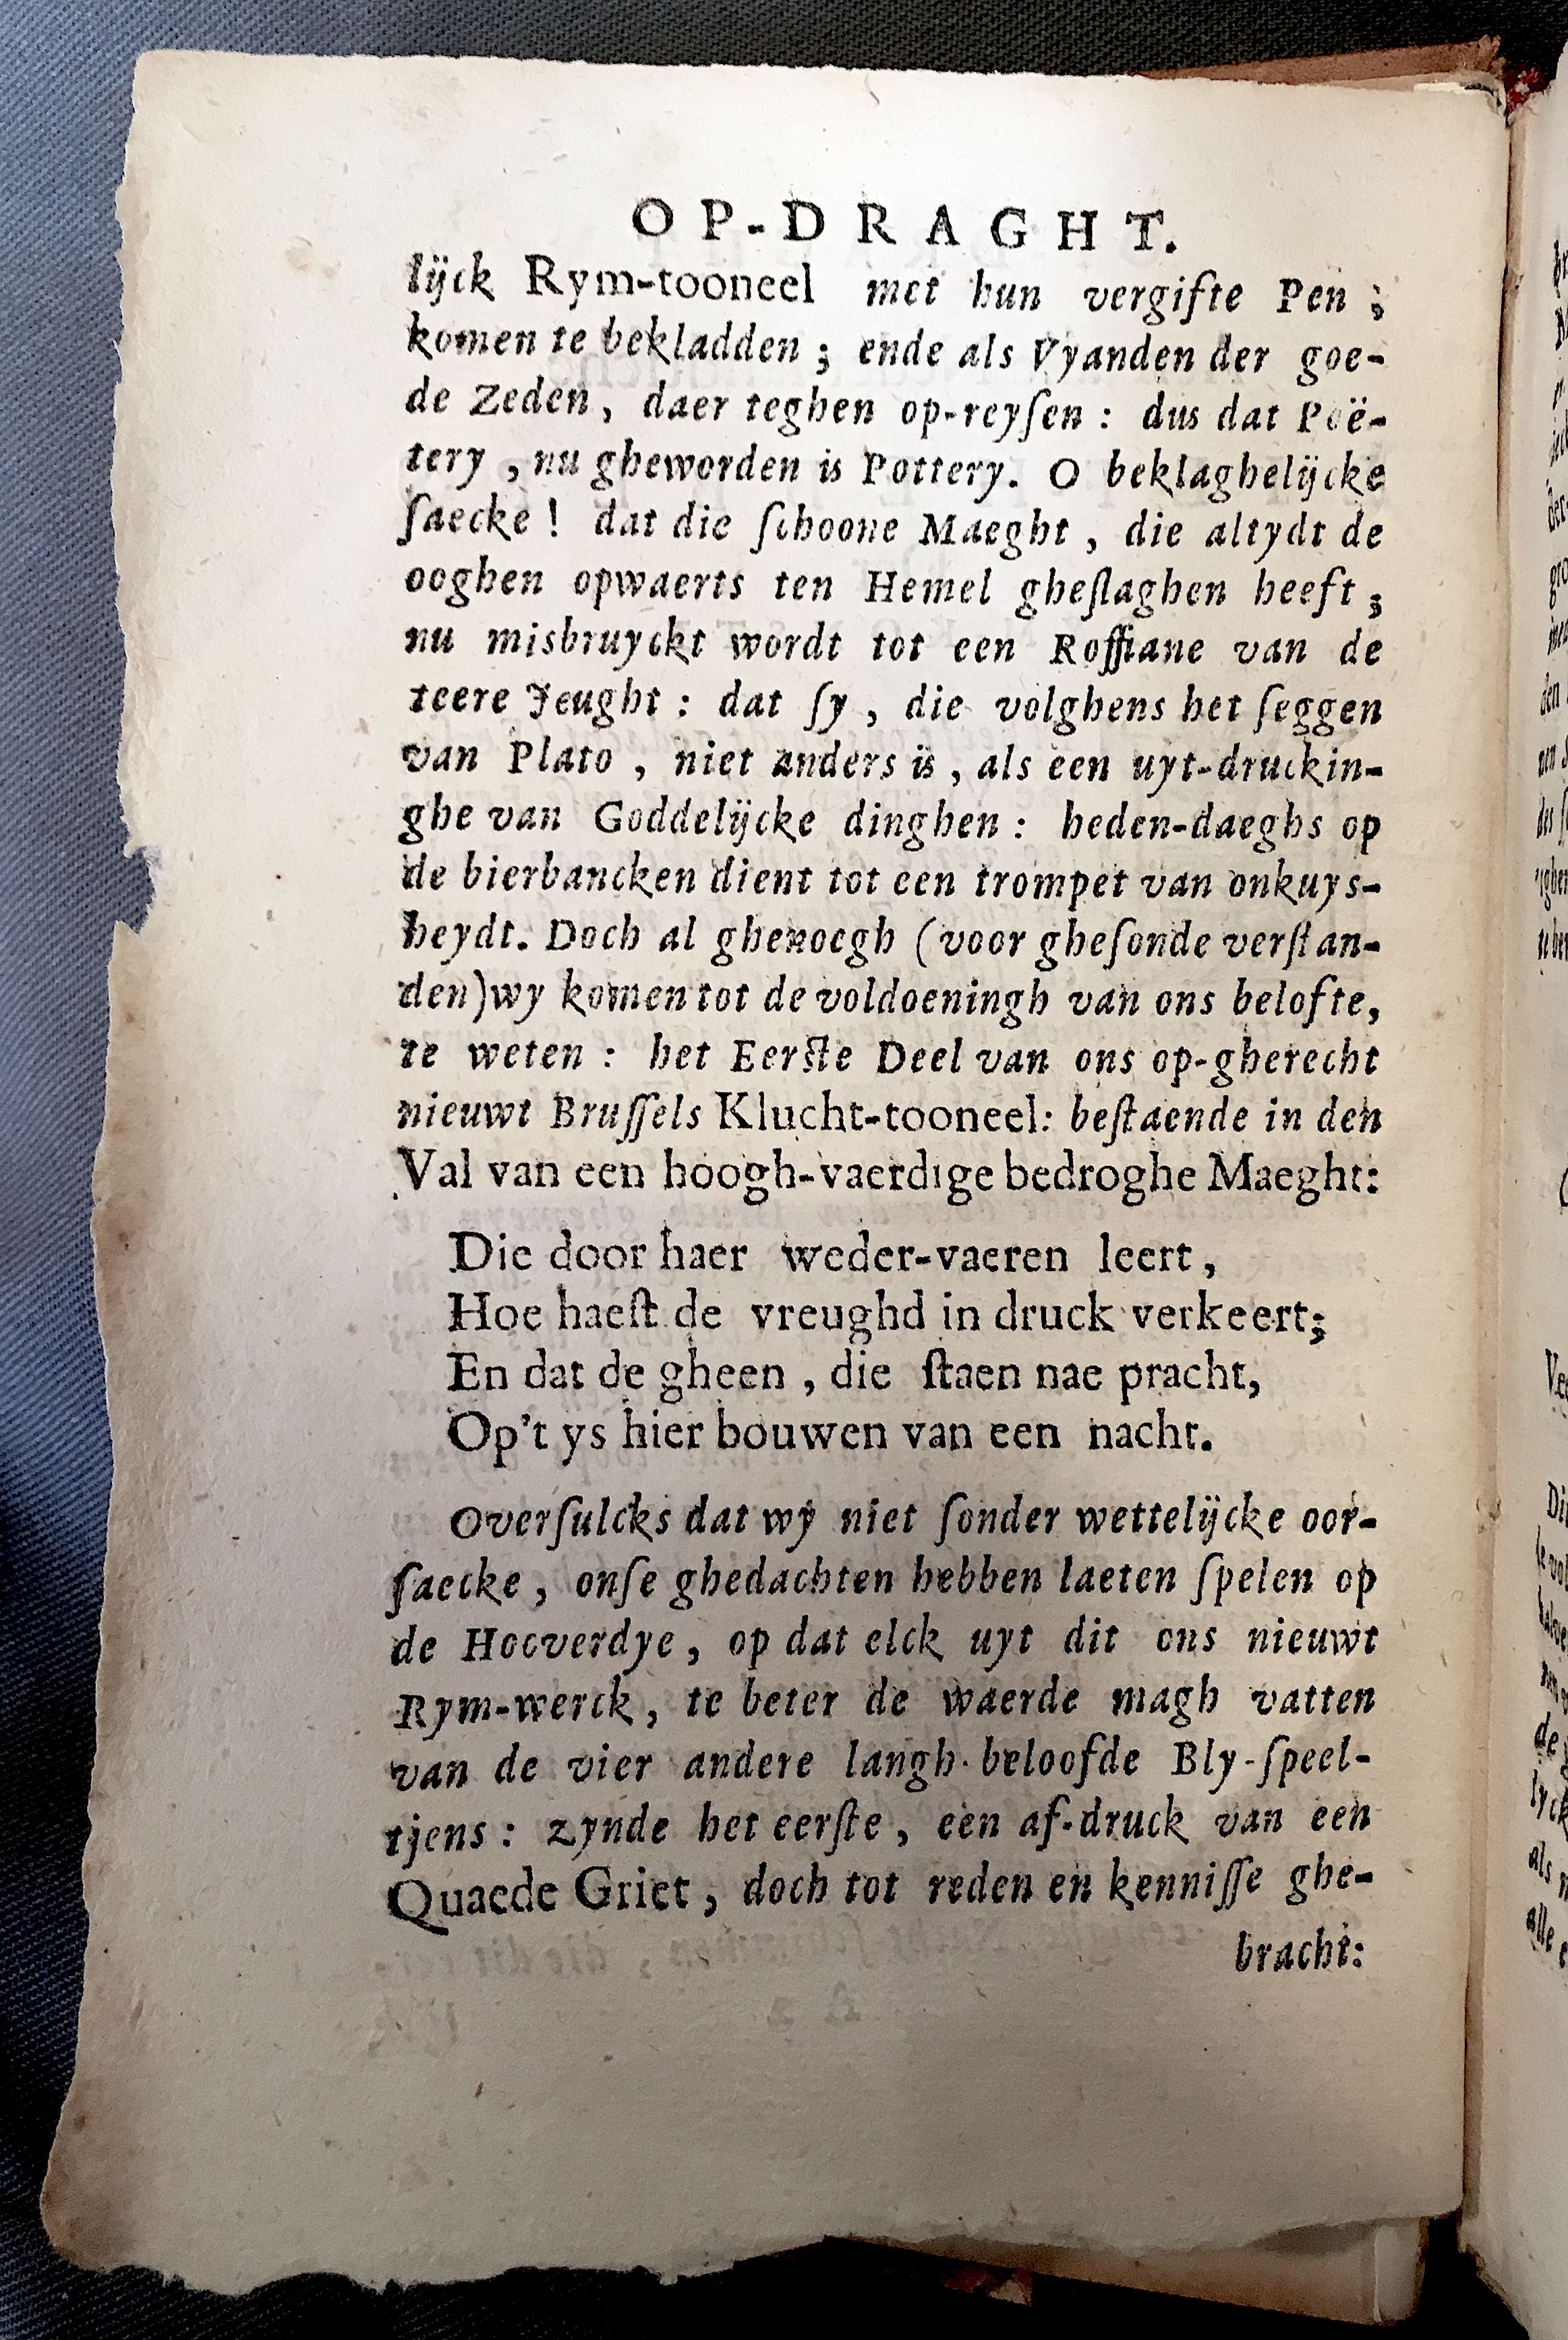 OP-DRAGHT.
lijck Rym-tooneel met hun vergifte Pen ;
komen te bekladden ; ende als Vyanden der goe-
de Zeden, daer teghen op-reyſen : dus dat Poë-
tery , nu gheworden is Pottery. O beklaghelijcke
ſaecke ! dat die ſchoone Maeght , die altydt de
ooghen opwaerts ten Hemel gheſlaghen heeft ;
nu misbruyckt wordt tot een Roffiane van de
teere Jeught : dat ſy , die volghens het ſeggen
van Plato , niet anders is , als een uyt-druckin-
ghe van Goddelijcke dinghen : heden-daeghs op
de bierbancken dient tot een trompet van onkuys-
heydt. Doch al ghenoegh (voor gheſonde verſtan-
den) wy komen tot de voldoeningh van ons belofte,
te weten : het Eerſte Deel van ons op-gherecht
nieuwt Bruſſels Klucht-tooneel: beſtaende in den
Val van een hoogh-vaerdige bedroghe Maeght:
Die door haer weder-vaeren leert ,
Hoe haeſt de vreughd in druck verkeert;
En dat de gheen , die ſtaen nae pracht,
Op't ys hier bouwen van een nacht.
Overſulcks dat wy niet ſonder wettelijcke oor-
ſaecke , onſe ghedachten hebben laeten ſpelen op
de Hooverdye , op dat elck uyt dit ons nieuwt
Rym-werck, te beter de waerde magh vatten
van de vier andere langh-beloofde Bly-ſpeel-
tjens : zynde het eerſte , een af-druck van een
Quaede Griet , doch tot reden en kenniſſe ghe-
bracht: